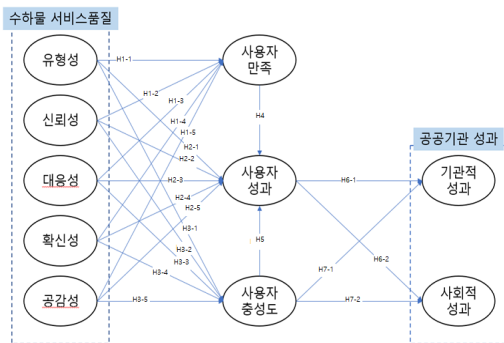 수하물 서비스품질
유형성
신뢰성
대응성
확신성
공감성
사용자
만족
사용자
성과
사용자
충성도
공공기관 성과
기관적
성과
사회적
성과
H1-1
H1-2
H1-3
H1-4
H1-5
H2-1
H2-2
H2-3
H2-4
H2-5
H3-1
H3-2
H3-3
H3-4
H3-5
H4
H5
H6-1
H6-2
H7-1
H7-2